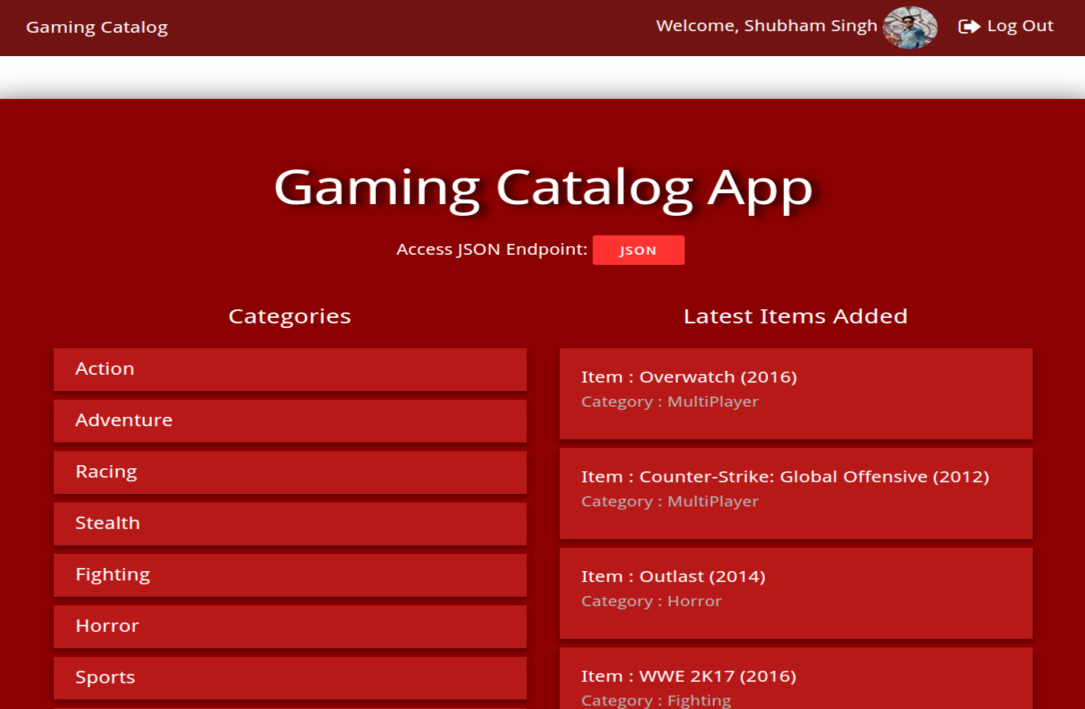 Gaming Catalog
Welcome, Shubham Singh
Log Out
Gaming Catalog App
Access JSON Endpoint: JSON
Categories
Action
Adventure
Racing
Stealth
Fighting
Horror
Sports
Latest Items Added
Item : Overwatch (2016)
Category : MultiPlayer
Item : Counter-Strike: Global Offensive (2012)
Category : MultiPlayer
Item : Outlast (2014)
Category : Horror
Item : WWE 2K17 (2016)
Category : Fighting